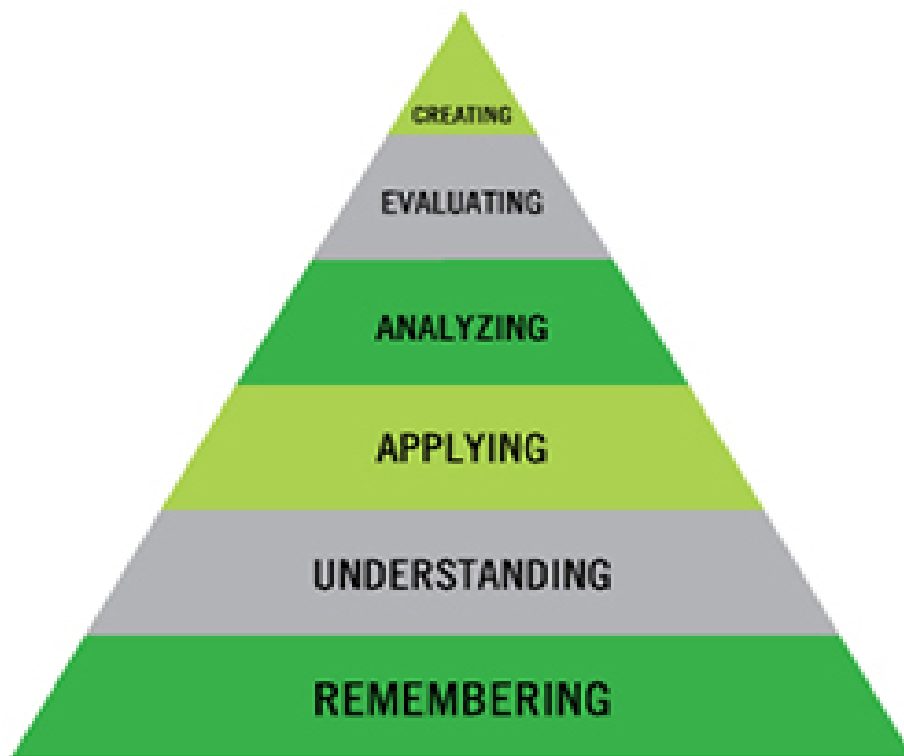 CREATING
EVALUATING
ANALYZING
APPLYING
UNDERSTANDING
REMEMBERING